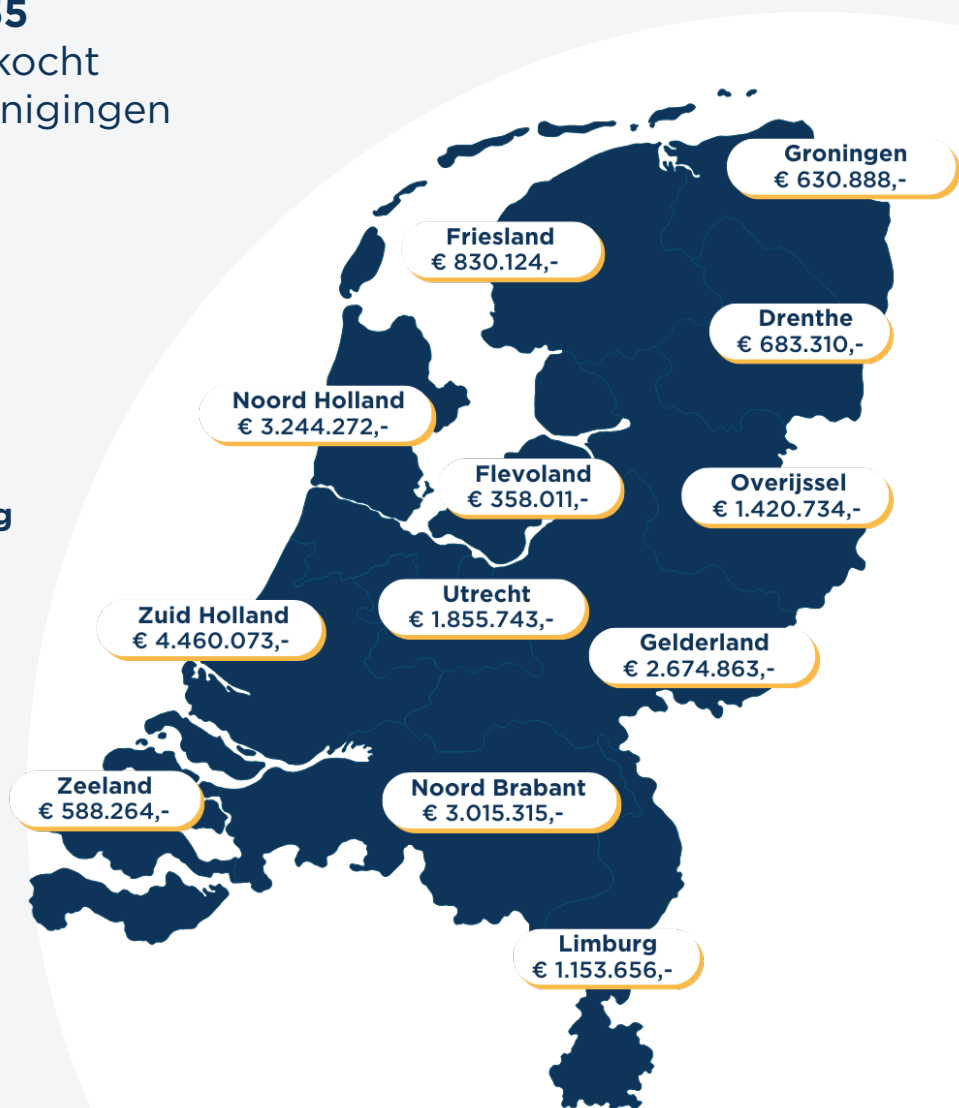 kocht
nigingen
Groningen
€ 630.888,-
Friesland
€ 830.124,-
Drenthe
€ 683.310,-
Noord Holland
€ 3.244.272,-
Flevoland
€ 358.011,-
Overijssel
€ 1.420.734,-
g
Utrecht
€ 1.855.743,-
Zuid Holland
€ 4.460.073,-
Gelderland
€ 2.674.863,-
Zeeland
€ 588.264,-
Noord Brabant
€ 3.015.315,-
Limburg
€ 1.153.656,-